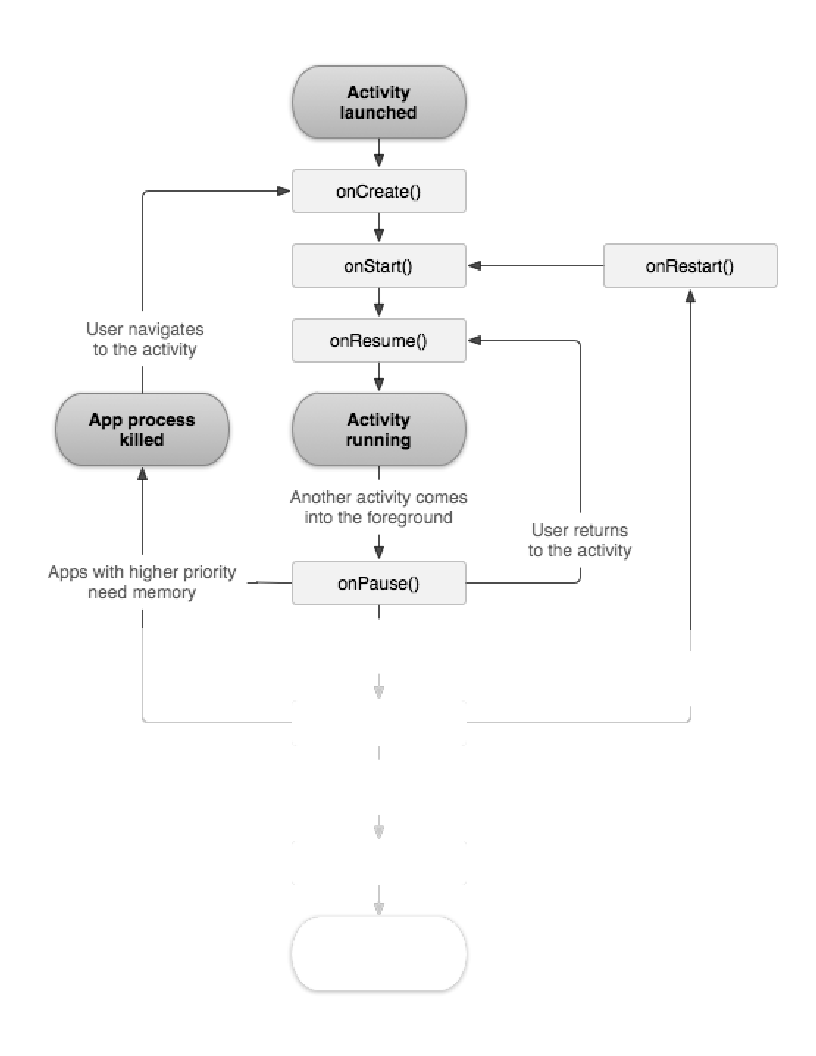 Activity
launched
onCreate()
onStart()
onRestart()
User navigates
to the activity
onResume()
App process
killed
Activity
running
Another activity comes
into the foreground
User returns
to the activity
Apps with higher priority
need memory
onPause()